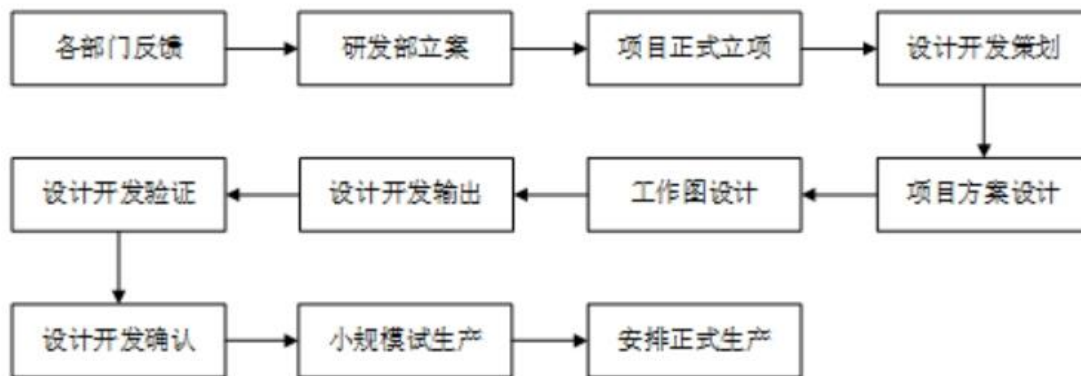 各部门反馈
研发部立案
项目正式立项
设计开发策划
项目方案设计
工作图设计
设计开发输出
设计开发验证
设计开发确认
小规模试生产
安排正式生产